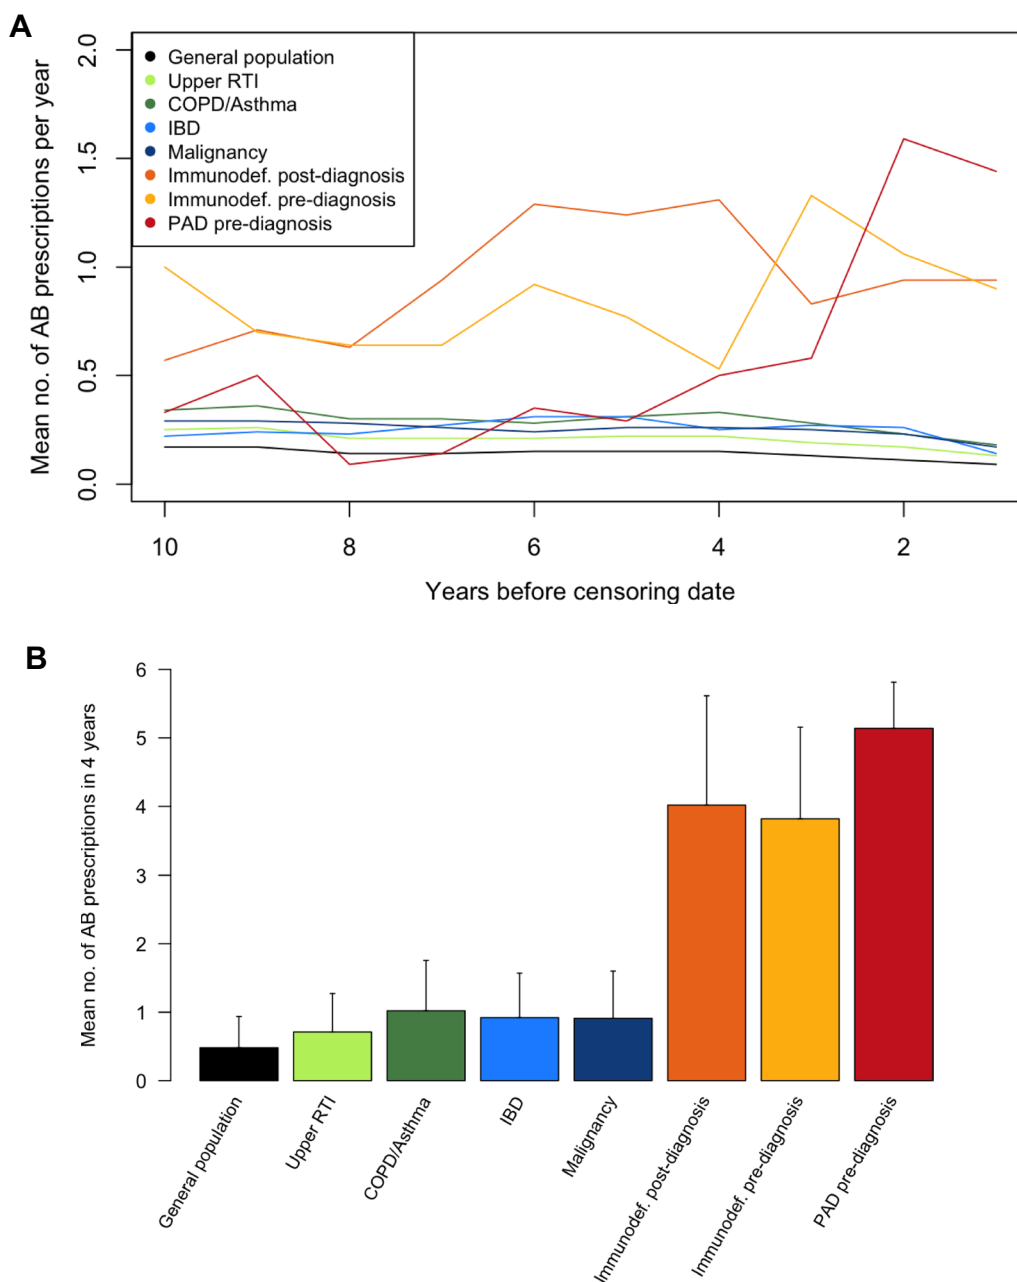 A
Mean no. of AB prescriptions per year
2.0
1.5
1.0
0.5
0.0
General population
Upper RTI
COPD/Asthma
IBD
Malignancy
Immunodef. post-diagnosis
Immunodef. pre-diagnosis
PAD pre-diagnosis
10
8
6
4
2
Years before censoring date
B
Mean no. of AB prescriptions in 4 years
6
5
4
3
2
1
0
General population
Upper RTI
COPD/Asthma
IBD
Malignancy
Immunodef. post-diagnosis
Immunodef. pre-diagnosis
PAD pre-diagnosis